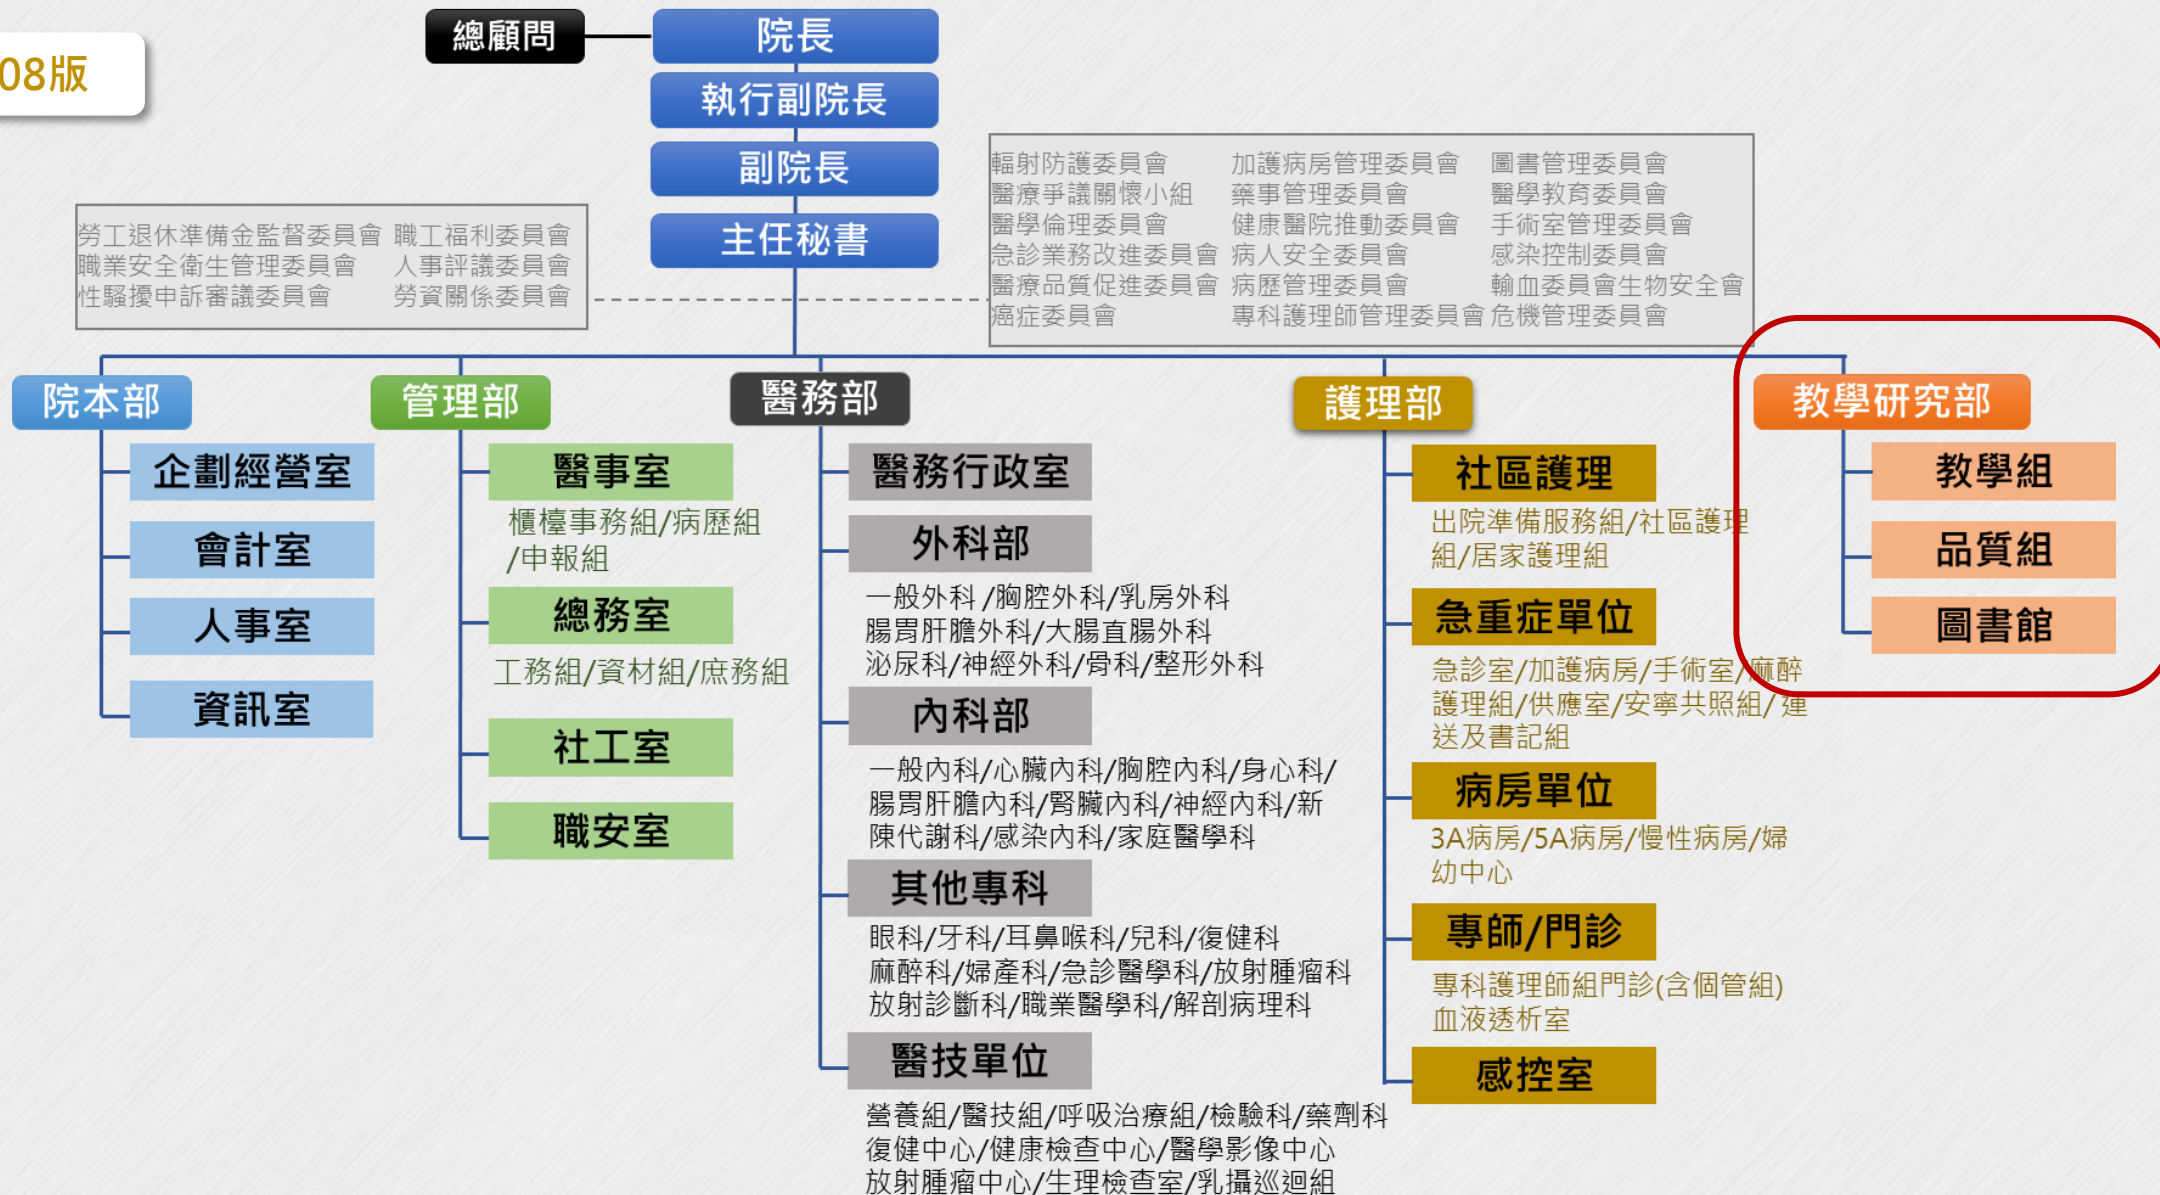 08版
總顧問
院長
執行副院長
副院長
主任秘書
勞工退休準備金監督委員會 職工福利委員會
職業安全衛生管理委員會 人事評議委員會
性騷擾申訴審議委員會 勞資關係委員會
輻射防護委員會 加護病房管理委員會 圖書管理委員會
醫療爭議關懷小組 藥事管理委員會 醫學教育委員會
醫學倫理委員會 健康醫院推動委員會 手術室管理委員會
急診業務改進委員會 病人安全委員會 感染控制委員會
醫療品質促進委員會 病歷管理委員會 輸血委員會生物安全會
癌症委員會 專科護理師管理委員會 危機管理委員會
院本部
企劃經營室
會計室
人事室
資訊室
管理部
醫事室
櫃檯事務組/病歷組
/申報組
總務室
工務組/資材組/庶務組
社工室
職安室
醫務部
醫務行政室
外科部
一般外科 /胸腔外科/乳房外科
腸胃肝膽外科/大腸直腸外科
泌尿科/神經外科/骨科/整形外科
內科部
一般內科/心臟內科/胸腔內科/身心科/
腸胃肝膽內科/腎臟內科/神經內科/新
陳代謝科/感染內科/家庭醫學科
其他專科
眼科/牙科/耳鼻喉科/兒科/復健科
麻醉科/婦產科/急診醫學科/放射腫瘤科
放射診斷科/職業醫學科/解剖病理科
醫技單位
營養組/醫技組/呼吸治療組/檢驗科/藥劑科
復健中心/健康檢查中心/醫學影像中心
放射腫瘤中心/生理檢查室/乳攝巡迴組
護理部
社區護理
出院準備服務組/社區護理
組/居家護理組
急重症單位
急診室/加護病房/手術室/麻醉
護理組/供應室/安寧共照組/運
送及書記組
病房單位
3A病房/5A病房/慢性病房/婦
幼中心
專師/門診
專科護理師組門診(含個管組)
血液透析室
感控室
教學研究部
教學組
品質組
圖書館